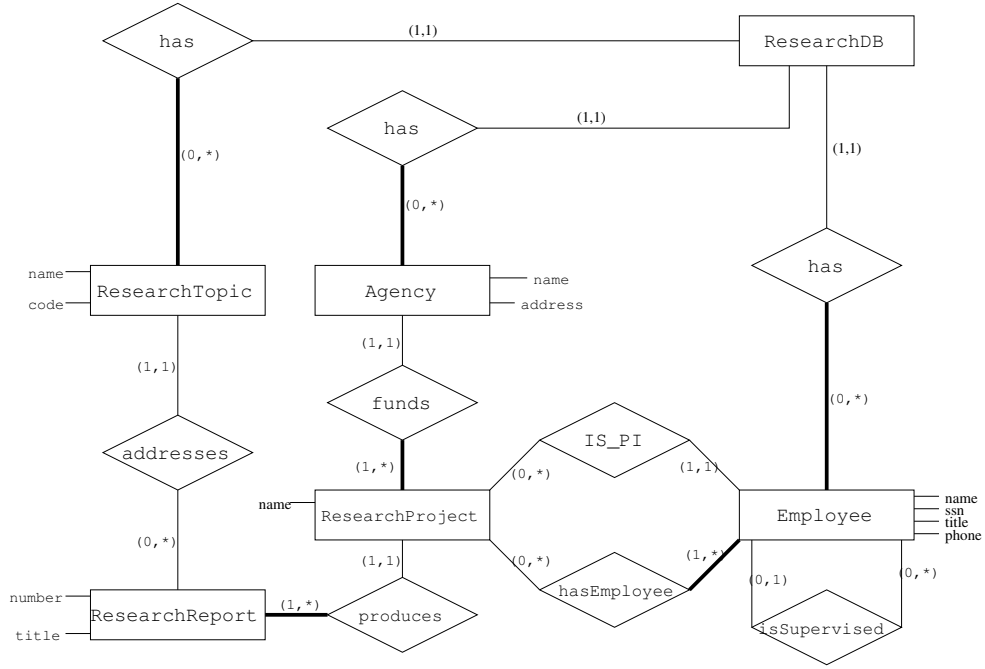 has
(1,1)
ResearchDB
has
(1,1)
(1,1)
(0,*)
(0,*)
has
name
ResearchTopic
code
Agency
name
address
(1,1)
(1,1)
funds
(0,*)
addresses
IS_PI
(1,*)
(0,*)
(1,1)
name
ResearchProject
Employee
name
ssn
title
phone
(0,*)
(1,1)
(0,*)
(1,*)
(0,1)
(0,*)
hasEmployee
number
ResearchReport
title
(1,*)
produces
isSupervised